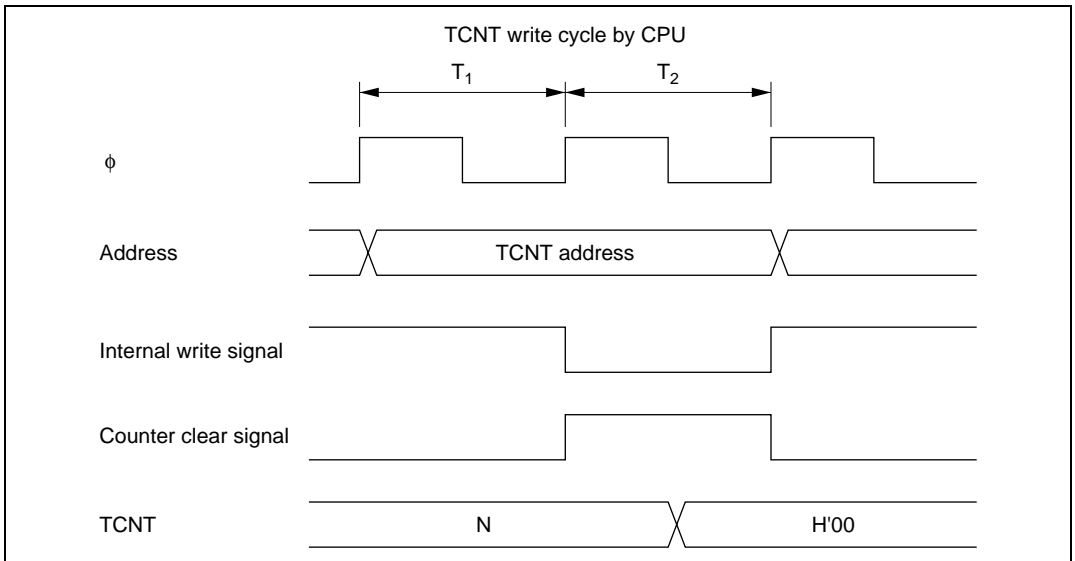 TCNT write cycle by CPU
T1 T2
φ
Address TCNT address
Internal write signal
Counter clear signal
TCNT N H'00